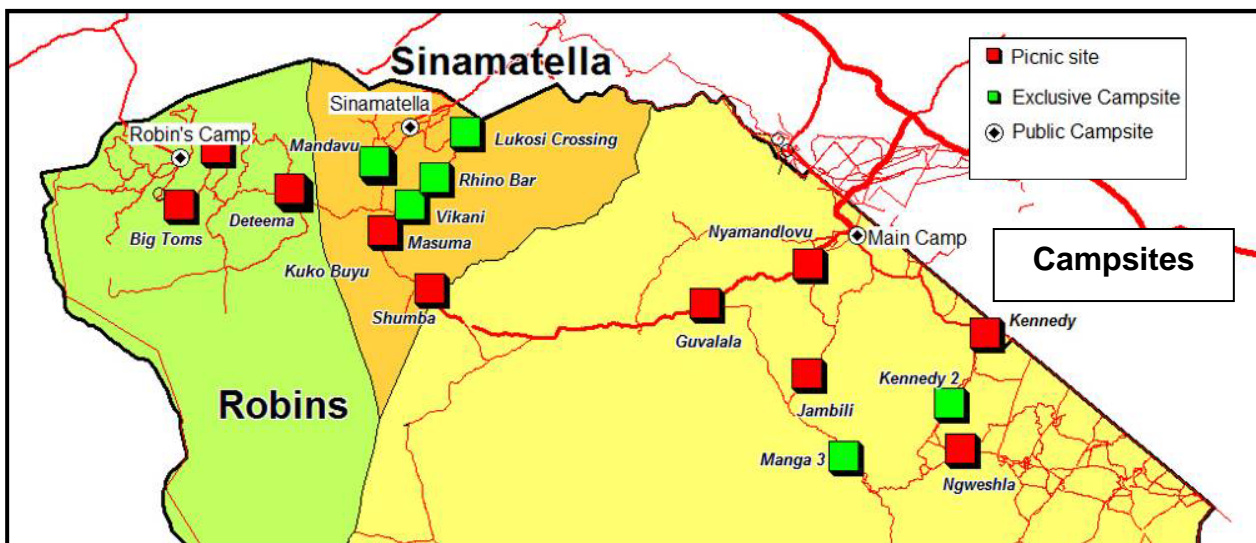 Sinamatella
Picnic site
Exclusive Campsite
Public Campsite
Sinamatella
Robin's Camp
Mandavu
Lukosi Crossing
Rhino Bar
Deteema
Vikani
Big Toms
Masuma
Nyamandlovu
Main Camp
Campsites
Kuko Buyu
Shumba
Kennedy
Guvalala
Robins
Kennedy 2
Jambili
Manga 3
Ngweshla